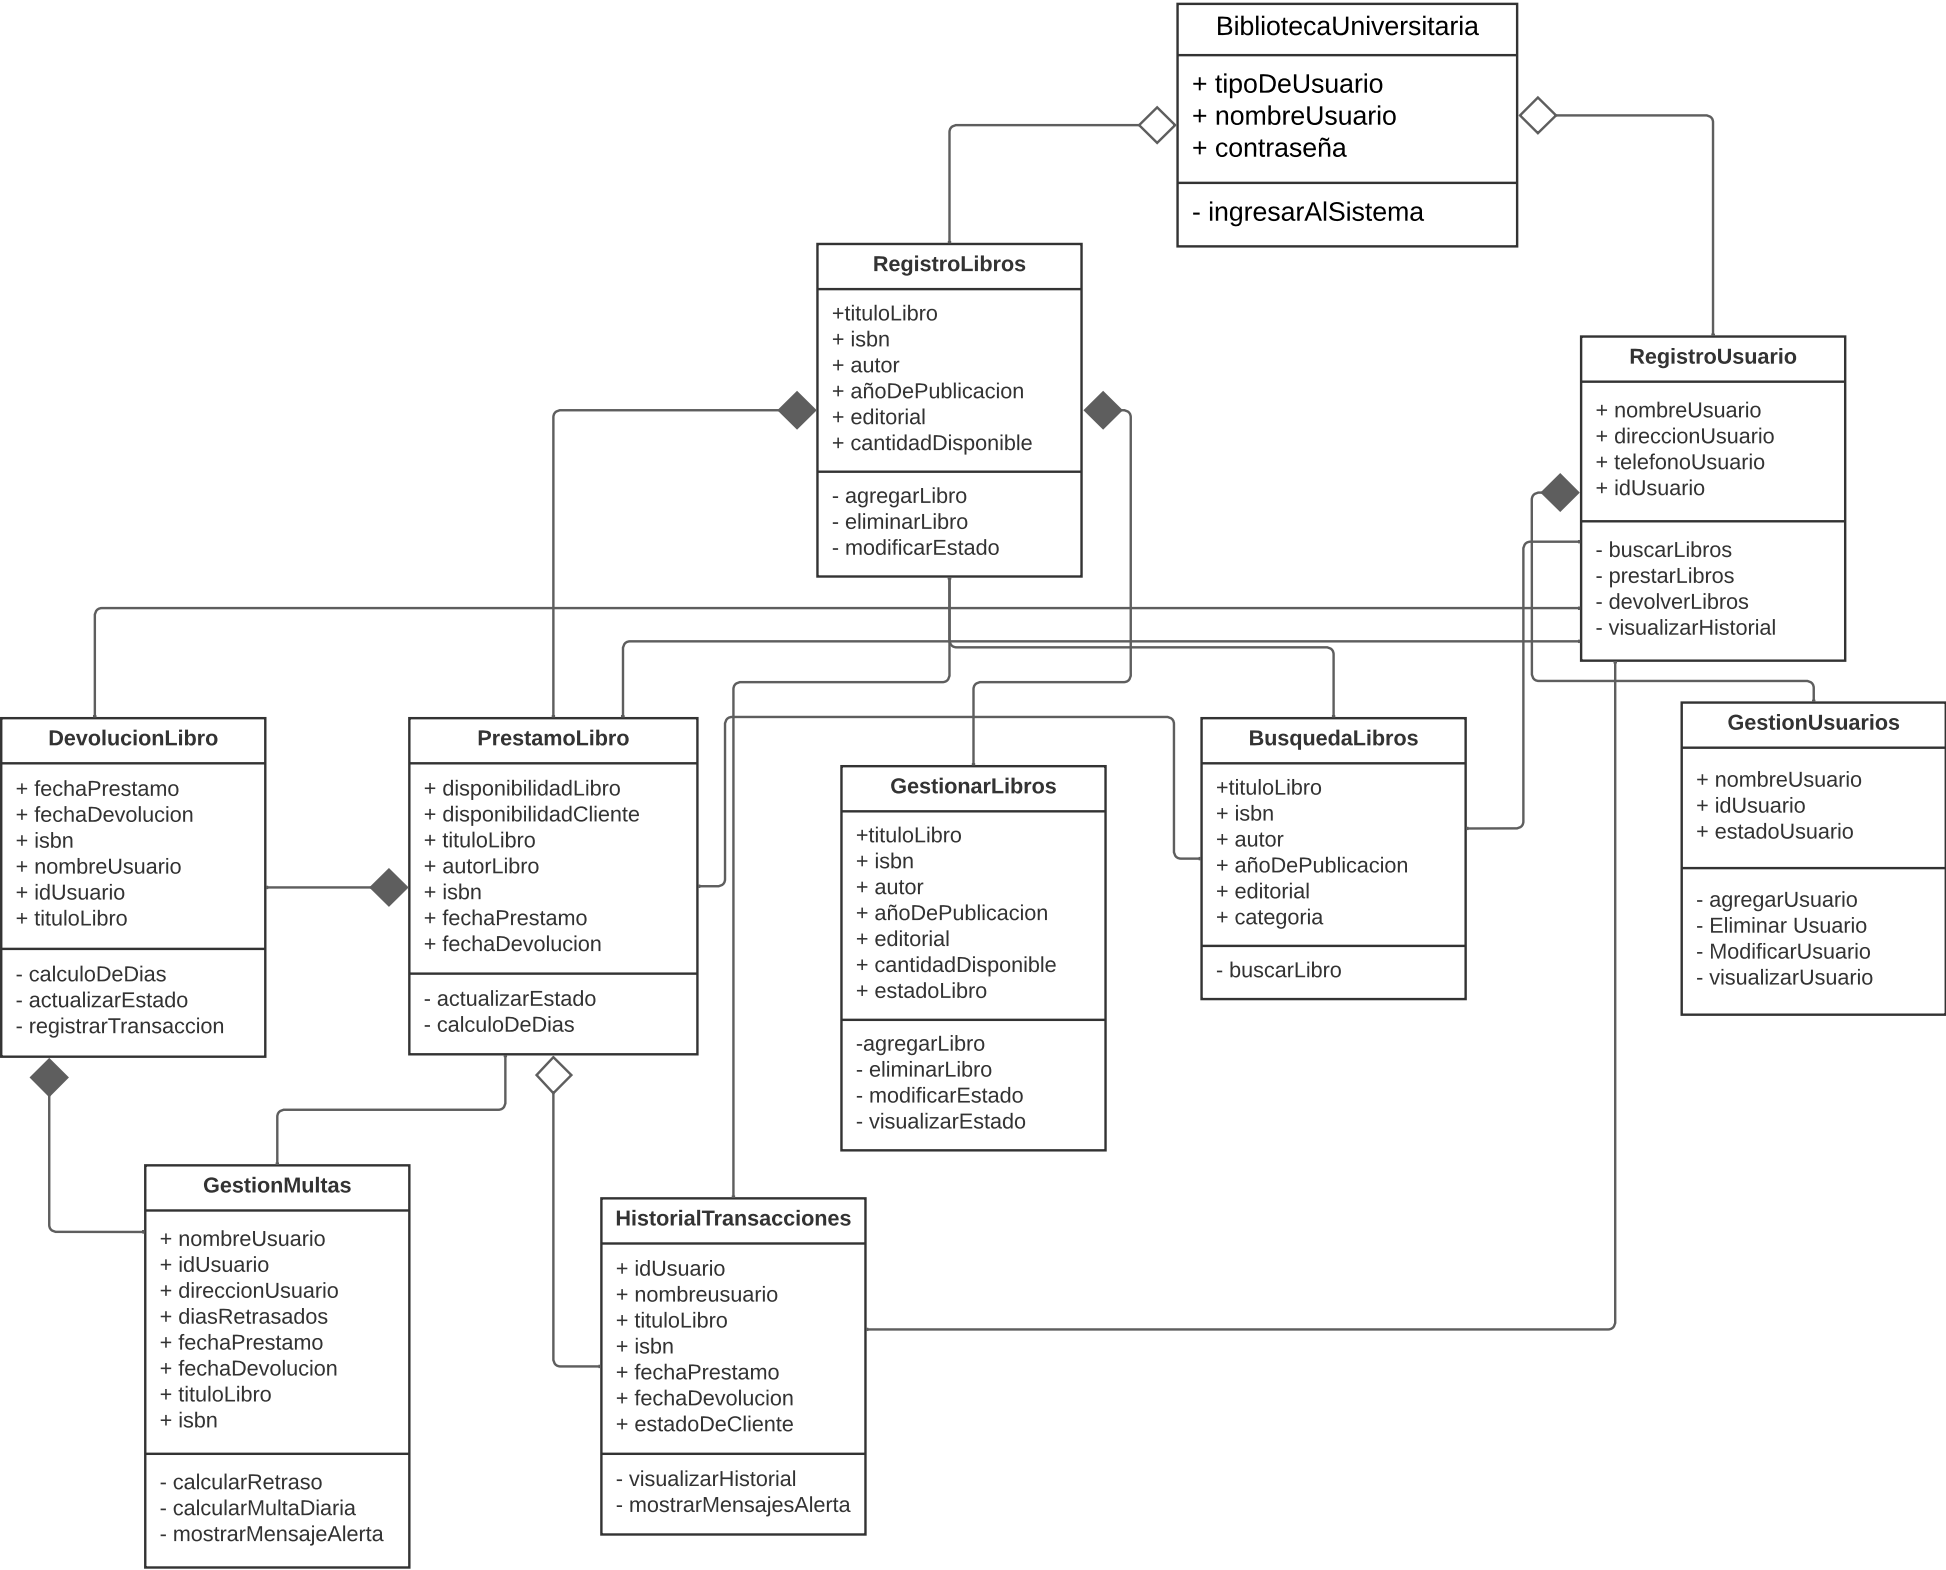 BibliotecaUniversitaria
+ tipoDeUsuario
+ nombreUsuario
+ contraseña
- ingresarAlSistema
RegistroLibros
+tituloLibro
+ isbn
+ autor
+ añoDePublicacion
+ editorial
+ cantidadDisponible
- agregarLibro
- eliminarLibro
- modificarEstado
RegistroUsuario
+ nombreUsuario
+ direccionUsuario
+ telefonoUsuario
+ idUsuario
- buscarLibros
- prestarLibros
- devolverLibros
- visualizarHistorial
DevolucionLibro
+ fechaPrestamo
+ fechaDevolucion
+ isbn
+ nombreUsuario
+ idUsuario
+ tituloLibro
- calculoDeDias
- actualizarEstado
- registrarTransaccion
PrestamoLibro
+ disponibilidadLibro
+ disponibilidadCliente
+ tituloLibro
+ autorLibro
+ isbn
+ fechaPrestamo
+ fechaDevolucion
- actualizarEstado
- calculoDeDias
GestionarLibros
+tituloLibro
+ isbn
+ autor
+ añoDePublicacion
+ editorial
+ cantidadDisponible
+ estadoLibro
-agregarLibro
- eliminarLibro
- modificarEstado
- visualizarEstado
BusquedaLibros
+tituloLibro
+ isbn
+ autor
+ añoDePublicacion
+ editorial
+ categoria
- buscarLibro
GestionUsuarios
+ nombreUsuario
+ idUsuario
+ estadoUsuario
- agregarUsuario
- Eliminar Usuario
- ModificarUsuario
- visualizarUsuario
GestionMultas
+ nombreUsuario
+ idUsuario
+ direccionUsuario
+ diasRetrasados
+ fechaPrestamo
+ fechaDevolucion
+ tituloLibro
+ isbn
- calcularRetraso
- calcularMultaDiaria
- mostrarMensajeAlerta
HistorialTransacciones
+ idUsuario
+ nombreusuario
+ tituloLibro
+ isbn
+ fechaPrestamo
+ fechaDevolucion
+ estadoDeCliente
- visualizarHistorial
- mostrarMensajesAlerta